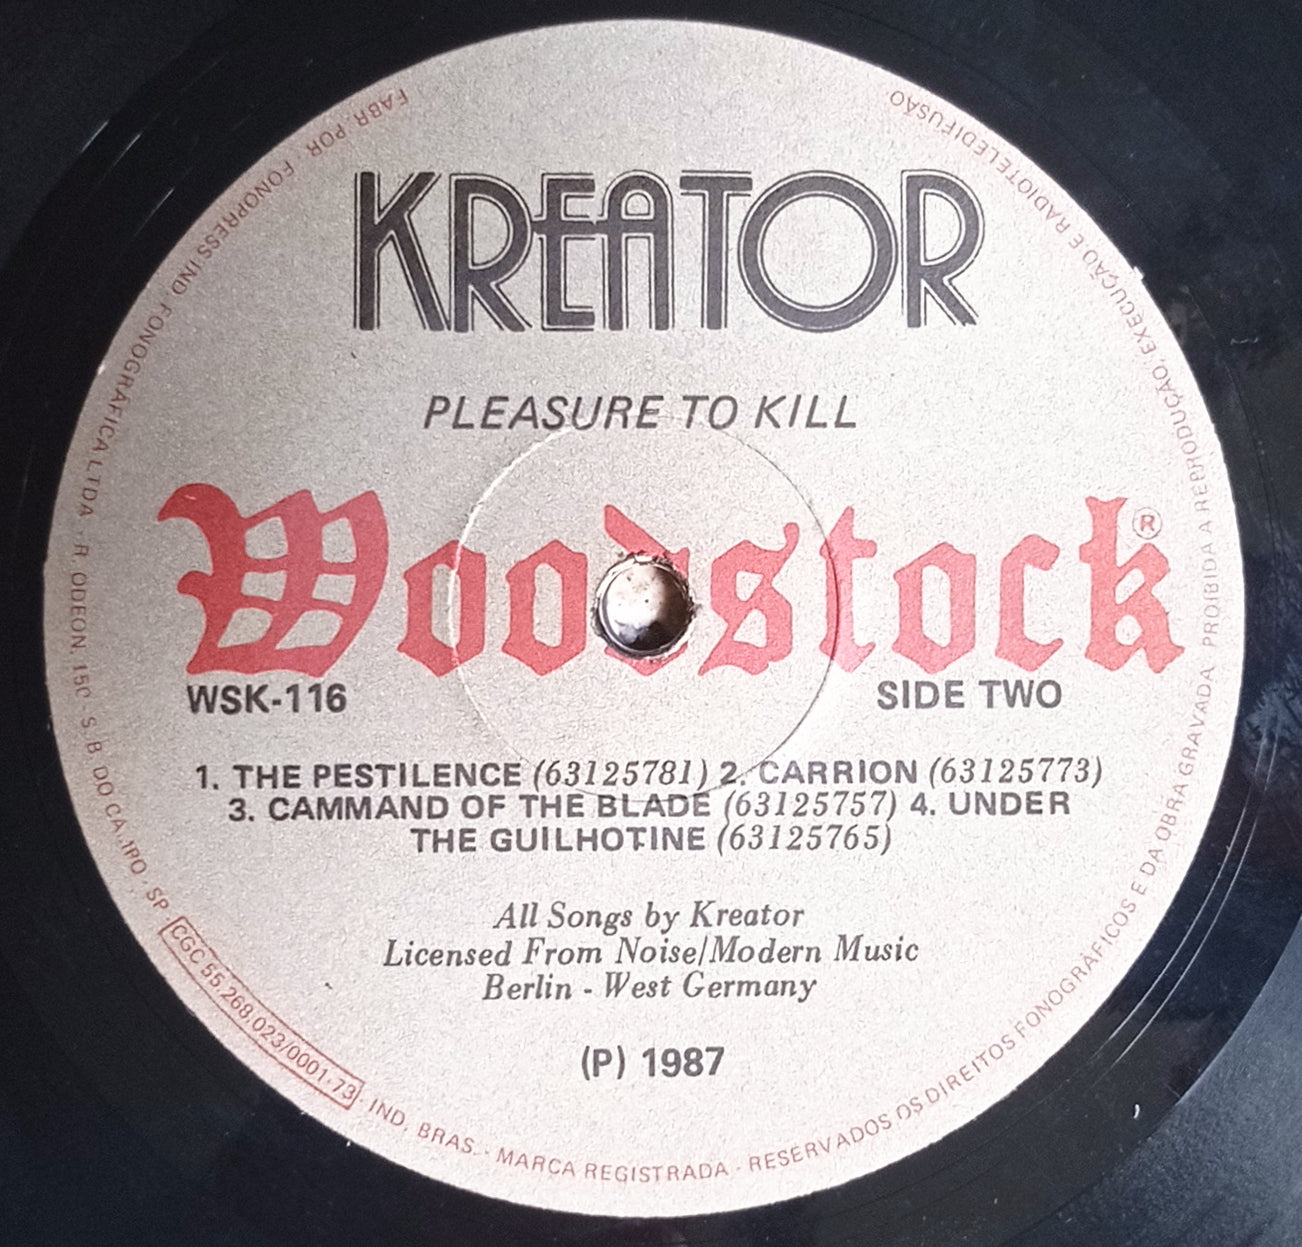 KREATOR
PLEASURE TO KILL
Woodstock ®
WSK-116
SIDE TWO
1. THE PESTILENCE (63125781) 2. CARRION (63125773)
3. CAMMAND OF THE BLADE (63125757) 4. UNDER
THE GUILHOTINE (63125765)
All Songs by Kreator
Licensed From Noise/Modern Music
Berlin - West Germany
(P) 1987
FABR. POR · FONOPRESS IND. FONOGRÁFICA LTDA · R. ODEON, 15C · S. B. DO · SP · CGC 55.268.023/0001-73 · IND. BRAS. · MARCA REGISTRADA · RESERVADOS OS DIREITOS FONOGRÁFICOS E DA OBRA GRAVADA. PROIBIDA A REPRODUÇÃO, EXECUÇÃO E RADIOTELEDIFUSÃO